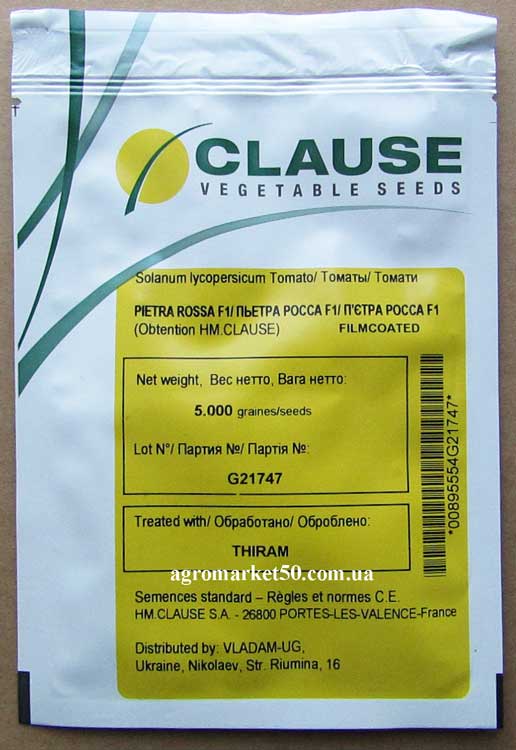 CLAUSE
VEGETABLE SEEDS
Solanum lycopersicum Tomato/ Томаты/ Томати
PIETRA ROSSA F1/ ПЬЕТРА РОССА F1/ П'ЄТРА РОССА F1
(Obtention HM.CLAUSE) FILMCOATED
Net weight, Вес нетто, Вага нетто:
5.000 graines/seeds
Lot N°/ Партия №/ Партія №:
G21747
*00895554G21747*
Treated with/ Обработано/ Оброблено:
THIRAM
agromarket50.com.ua
Semences standard – Règles et normes C.E.
HM.CLAUSE S.A. - 26800 PORTES-LES-VALENCE-France
Distributed by: VLADAM-UG,
Ukraine, Nikolaev, Str. Riumina, 16